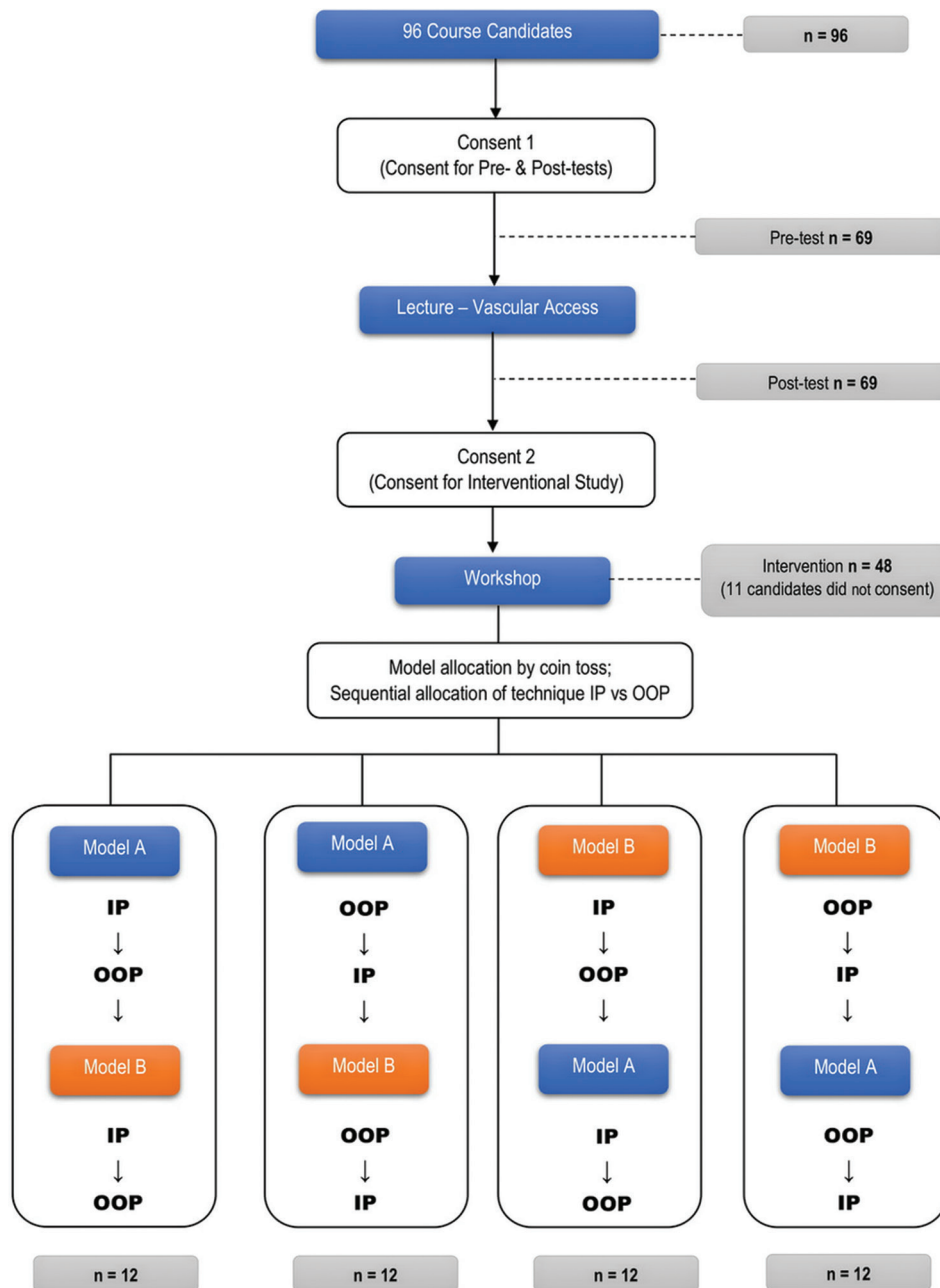 96 Course Candidates
n = 96
Consent 1
(Consent for Pre- & Post-tests)
Pre-test n = 69
Lecture – Vascular Access
Post-test n = 69
Consent 2
(Consent for Interventional Study)
Workshop
Intervention n = 48
(11 candidates did not consent)
Model allocation by coin toss;
Sequential allocation of technique IP vs OOP
Model A
IP
↓
OOP
↓
Model B
IP
↓
OOP
n = 12
Model A
OOP
↓
IP
↓
Model B
OOP
↓
IP
n = 12
Model B
IP
↓
OOP
↓
Model A
IP
↓
OOP
n = 12
Model B
OOP
↓
IP
↓
Model A
OOP
↓
IP
n = 12